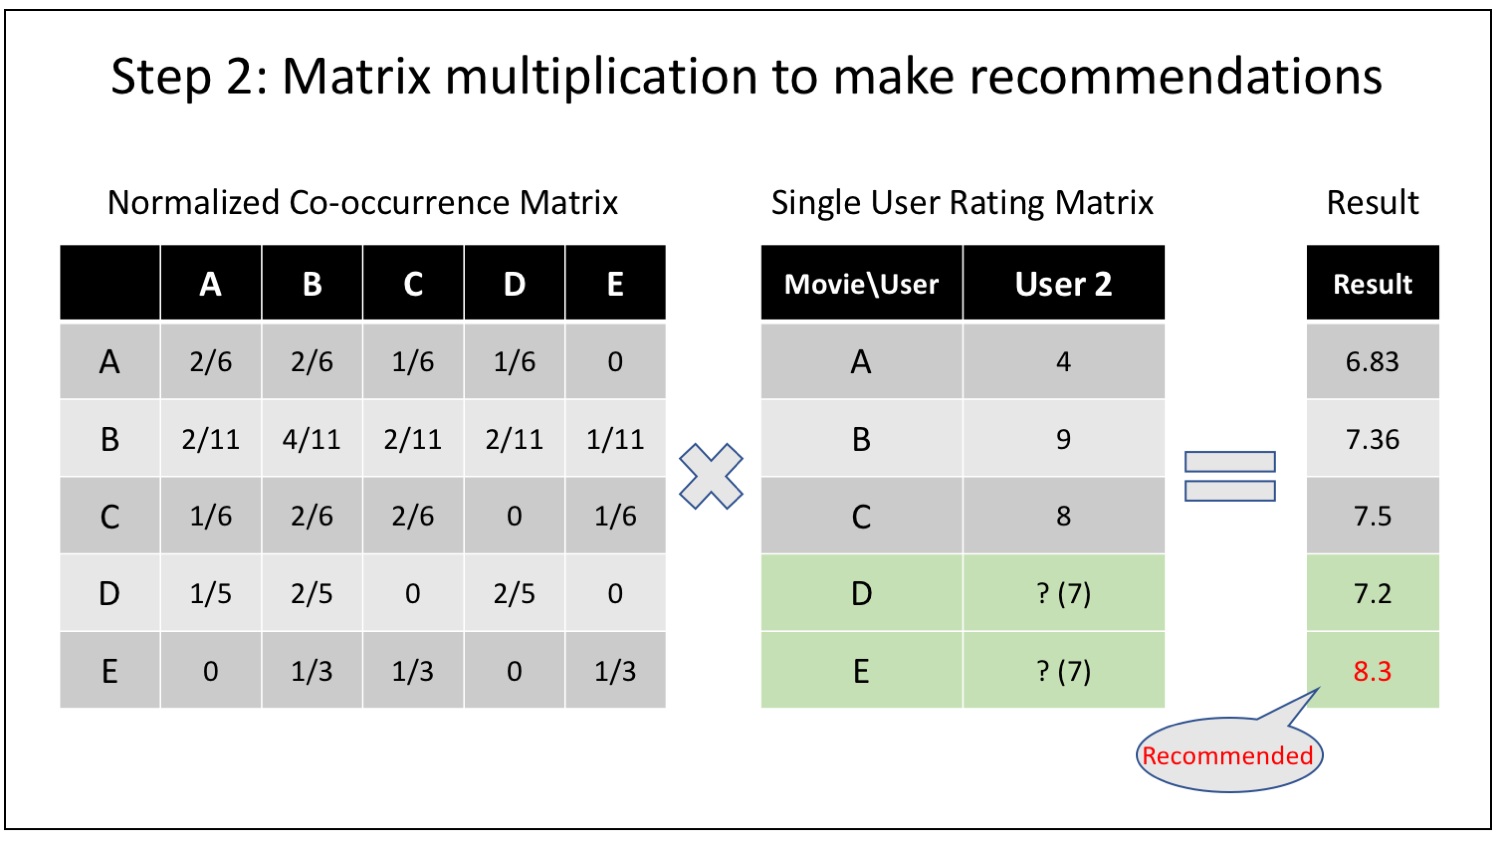 Step 2: Matrix multiplication to make recommendations
Normalized Co-occurrence Matrix
A B C D E
A 2/6 2/6 1/6 1/6 0
B 2/11 4/11 2/11 2/11 1/11
C 1/6 2/6 2/6 0 1/6
D 1/5 2/5 0 2/5 0
E 0 1/3 1/3 0 1/3
Single User Rating Matrix
Movie\User User 2
A 4
B 9
C 8
D ? (7)
E ? (7)
Result
Result
6.83
7.36
7.5
7.2
8.3
Recommended